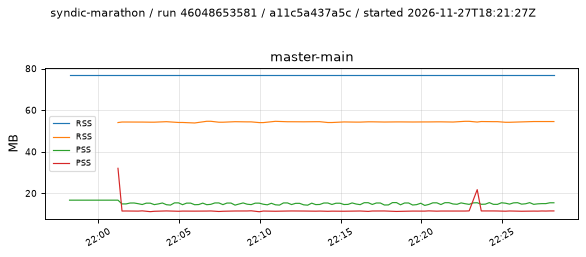 syndic-marathon / run 46048653581 / a11c5a437a5c / started 2026-11-27T18:21:27Z
master-main
MB
80
60
40
20
RSS
RSS
PSS
PSS
22:00
22:05
22:10
22:15
22:20
22:25